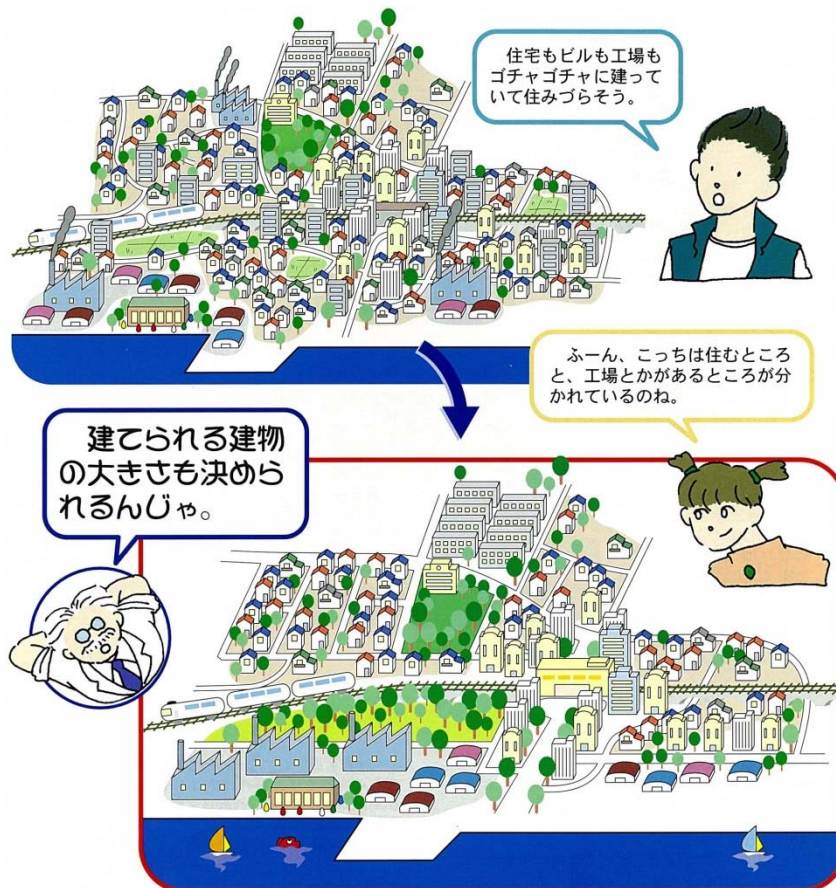 住宅もビルも工場も
ゴチャゴチャに建って
いて住みづらそう。
ふーん、こっちは住むところ
と、工場とかがあるところが分
かれているのね。
建てられる建物
の大きさも決めら
れるんじゃ。